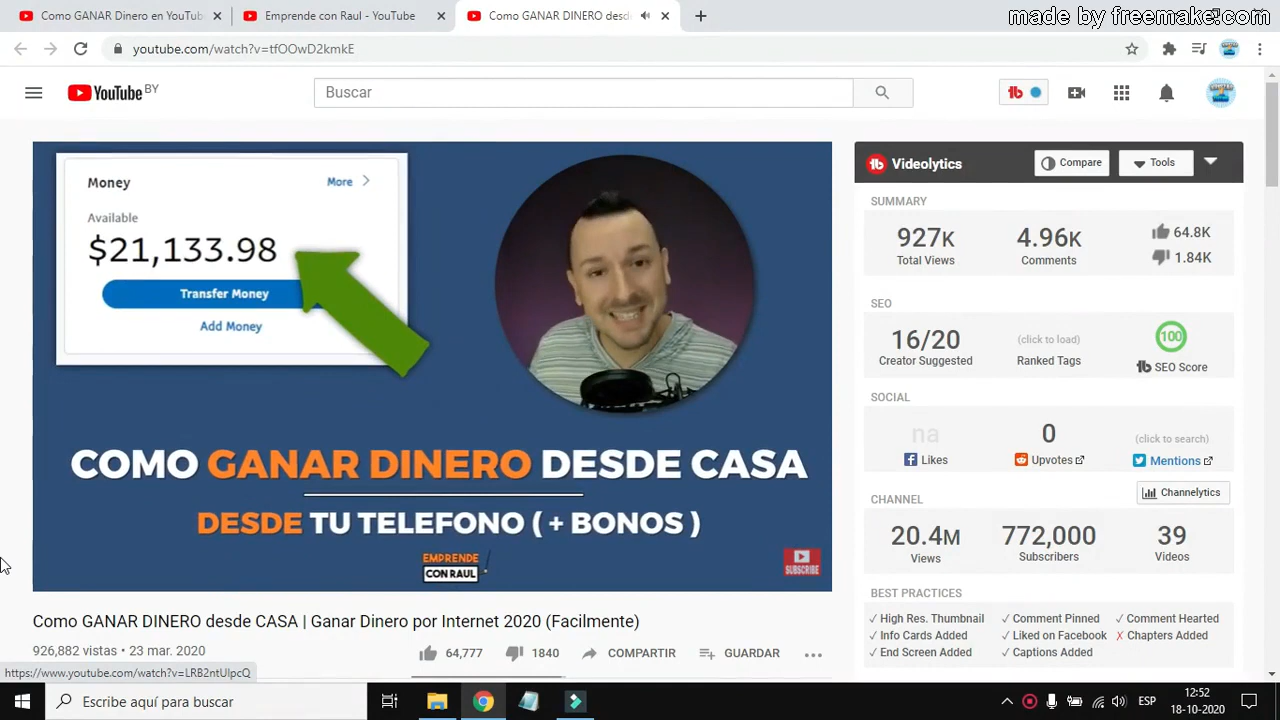 Como GANAR Dinero en YouTub
Emprende con Raul - YouTube
Como GANAR DINERO desd
made by freemake.com
youtube.com/watch?v=tfOOwD2kmkE
YouTube BY
Buscar
Money
More
Available
$21,133.98
Transfer Money
Add Money
COMO GANAR DINERO DESDE CASA
DESDE TU TELEFONO ( + BONOS )
EMPRENDE
CON RAUL
SUBSCRIBE
Como GANAR DINERO desde CASA | Ganar Dinero por Internet 2020 (Facilmente)
926,882 vistas • 23 mar. 2020
64,777
1840
COMPARTIR
GUARDAR
https://www.youtube.com/watch?v=LRB2ntUlpcQ
Videolytics
Compare
Tools
SUMMARY
927K
4.96K
64.8K
Total Views
Comments
1.84K
SEO
16/20
(click to load)
100
Creator Suggested
Ranked Tags
SEO Score
SOCIAL
na
0
(click to search)
Likes
Upvotes
Mentions
Channelytics
CHANNEL
20.4M
772,000
39
Views
Subscribers
Videos
BEST PRACTICES
✓ High Res. Thumbnail
✓ Comment Pinned
✓ Comment Hearted
✓ Info Cards Added
✓ Liked on Facebook
✗ Chapters Added
✓ End Screen Added
✓ Captions Added
Escribe aquí para buscar
ESP
12:52
18-10-2020